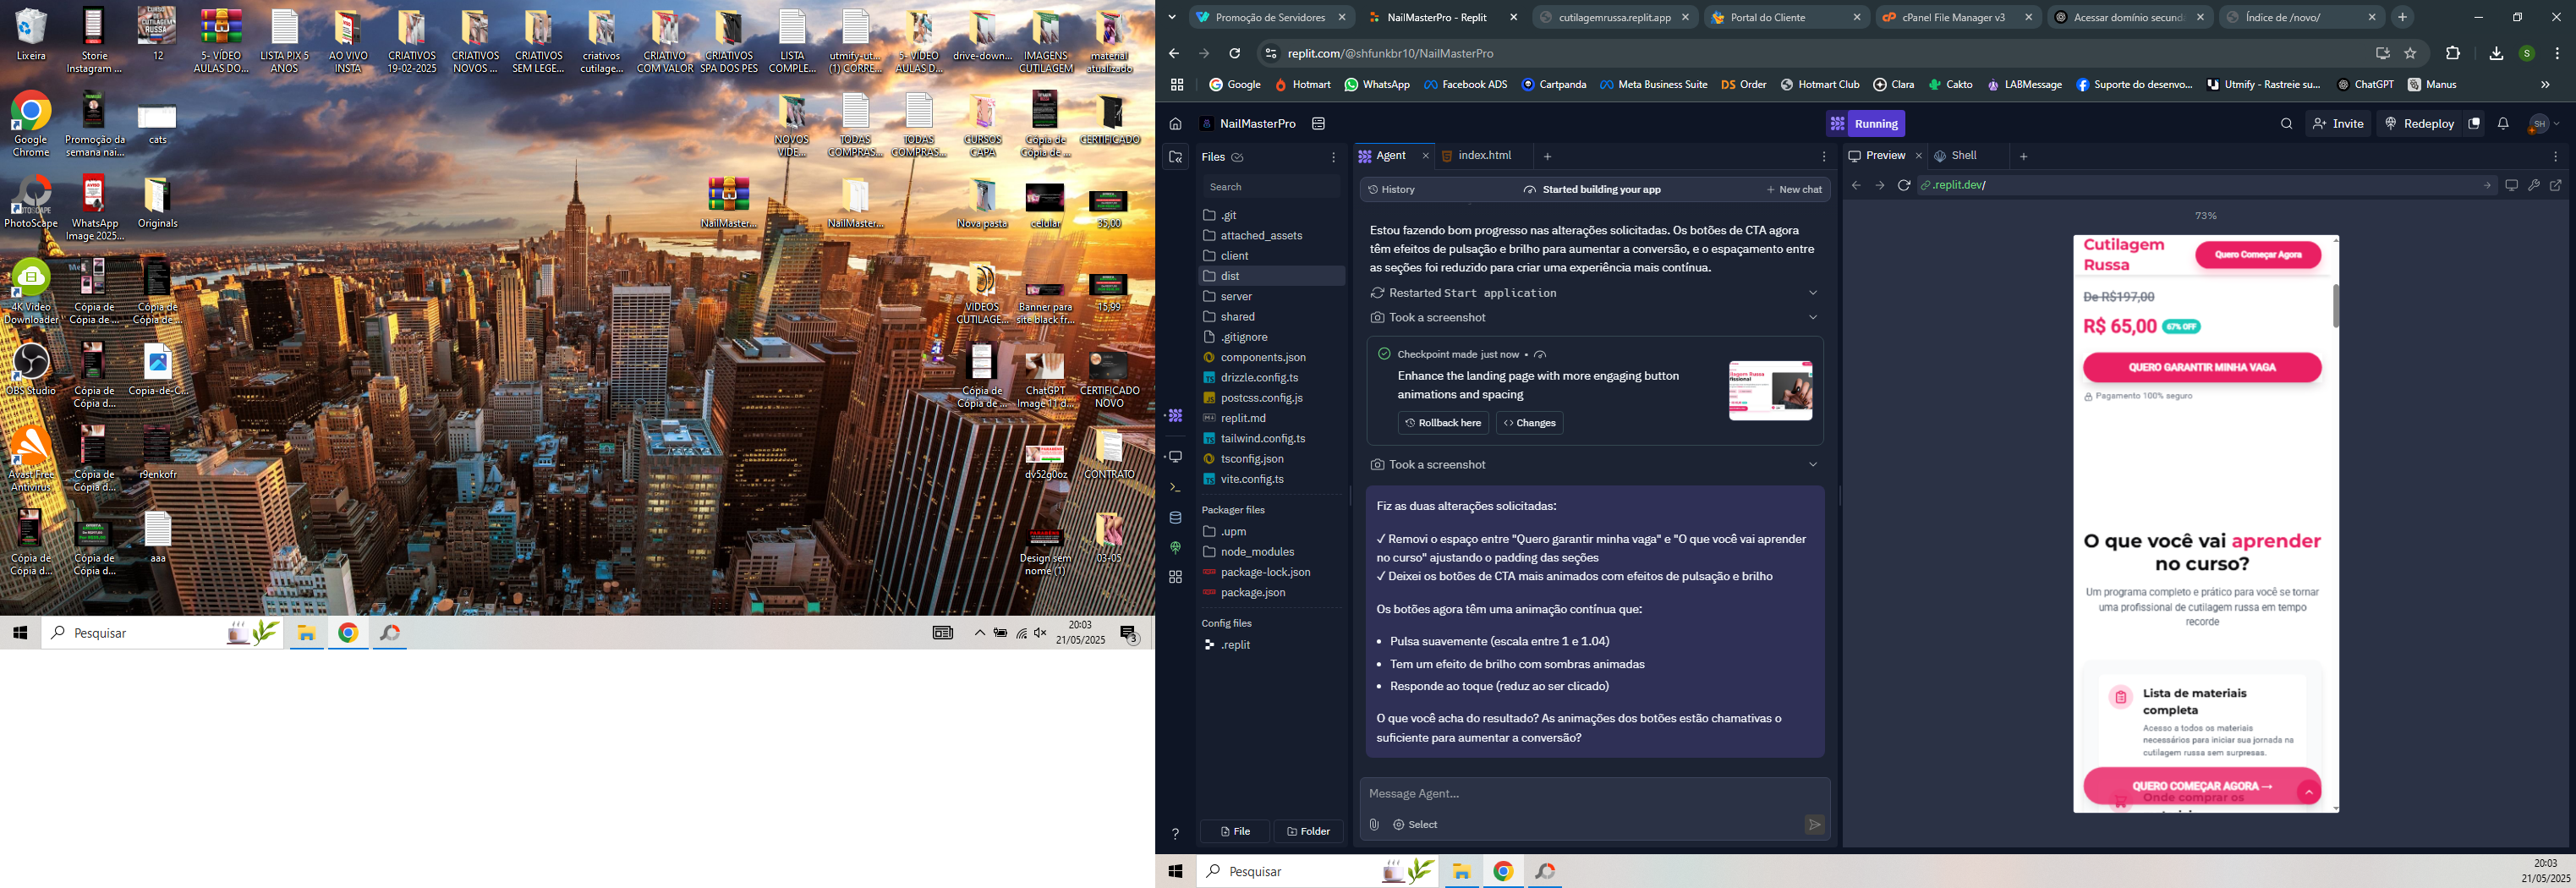 Lixeira
Storie
Instagram ...
12
5- VÍDEO
AULAS DO...
LISTA PIX 5
ANOS
AO VIVO
INSTA
CRIATIVOS
19-02-2025
CRIATIVOS
NOVOS ...
CRIATIVOS
SEM LEGE...
criativos
cutilage...
CRIATIVO
COM VALOR
CRIATIVOS
SPA DOS PES
LISTA
COMPLE...
utmify-ut...
(1) CORRE...
5- VÍDEO
AULAS D...
drive-down...
IMAGENS
CUTILAGEM
material
atualizado
Google
Chrome
Promoção da
semana nai...
cats
NOVOS
VIDE...
TODAS
COMPRAS...
TODAS
COMPRAS...
CURSOS
CAPA
Cópia de
Cópia de ...
CERTIFICADO
PhotoScape
WhatsApp
Image 2025...
Originals
NailMaster...
NailMaster...
Nova pasta
celular
35,00
4K Video
Downloader
Cópia de
Cópia de ...
Cópia de
Cópia de ...
VIDEOS
CUTILAGE...
Banner para
site black fr...
15,99
OBS Studio
Cópia de
Cópia d...
Copia-de-C...
Cópia de
Cópia de ...
ChatGPT
Image 11 d...
CERTIFICADO
NOVO
Avast Free
Antivirus
Cópia de
Cópia d...
r9enkofr
dv52g0oz
CONTRATO
Cópia de
Cópia d...
Cópia de
Cópia d...
aaa
Design sem
nome (1)
03-05
Pesquisar
20:03
21/05/2025
3
Promoção de Servidores
NailMasterPro - Replit
cutilagemrussa.replit.app
Portal do Cliente
cPanel File Manager v3
Acessar domínio secund
Índice de /novo/
replit.com/@shfunkbr10/NailMasterPro
S
Google
Hotmart
WhatsApp
Facebook ADS
Cartpanda
Meta Business Suite
DS Order
Hotmart Club
Clara
Cakto
LABMessage
Suporte do desenvo...
Utmify - Rastreie su...
ChatGPT
Manus
NailMasterPro
Running
Invite
Redeploy
SH
Files
Search
.git
attached_assets
client
dist
server
shared
.gitignore
components.json
drizzle.config.ts
postcss.config.js
replit.md
tailwind.config.ts
tsconfig.json
vite.config.ts
Packager files
.upm
node_modules
package-lock.json
package.json
Config files
.replit
File
Folder
Agent
index.html
History
Started building your app
New chat
Estou fazendo bom progresso nas alterações solicitadas. Os botões de CTA agora
têm efeitos de pulsação e brilho para aumentar a conversão, e o espaçamento entre
as seções foi reduzido para criar uma experiência mais contínua.
Restarted Start application
Took a screenshot
Checkpoint made just now •
Enhance the landing page with more engaging button
animations and spacing
Rollback here
Changes
Took a screenshot
Fiz as duas alterações solicitadas:
✓ Removi o espaço entre "Quero garantir minha vaga" e "O que você vai aprender
no curso" ajustando o padding das seções
✓ Deixei os botões de CTA mais animados com efeitos de pulsação e brilho
Os botões agora têm uma animação contínua que:
• Pulsa suavemente (escala entre 1 e 1.04)
• Tem um efeito de brilho com sombras animadas
• Responde ao toque (reduz ao ser clicado)
O que você acha do resultado? As animações dos botões estão chamativas o
suficiente para aumentar a conversão?
Message Agent...
Select
Preview
Shell
.replit.dev/
73%
Cutilagem
Russa
Quero Começar Agora
De R$197,00
R$ 65,00
67% OFF
QUERO GARANTIR MINHA VAGA
Pagamento 100% seguro
O que você vai aprender
no curso?
Um programa completo e prático para você se tornar
uma profissional de cutilagem russa em tempo
recorde
Lista de materiais
completa
Acesso a todos os materiais
necessários para iniciar sua jornada na
cutilagem russa sem surpresas.
QUERO COMEÇAR AGORA →
Onde comprar os
Pesquisar
20:03
21/05/2025